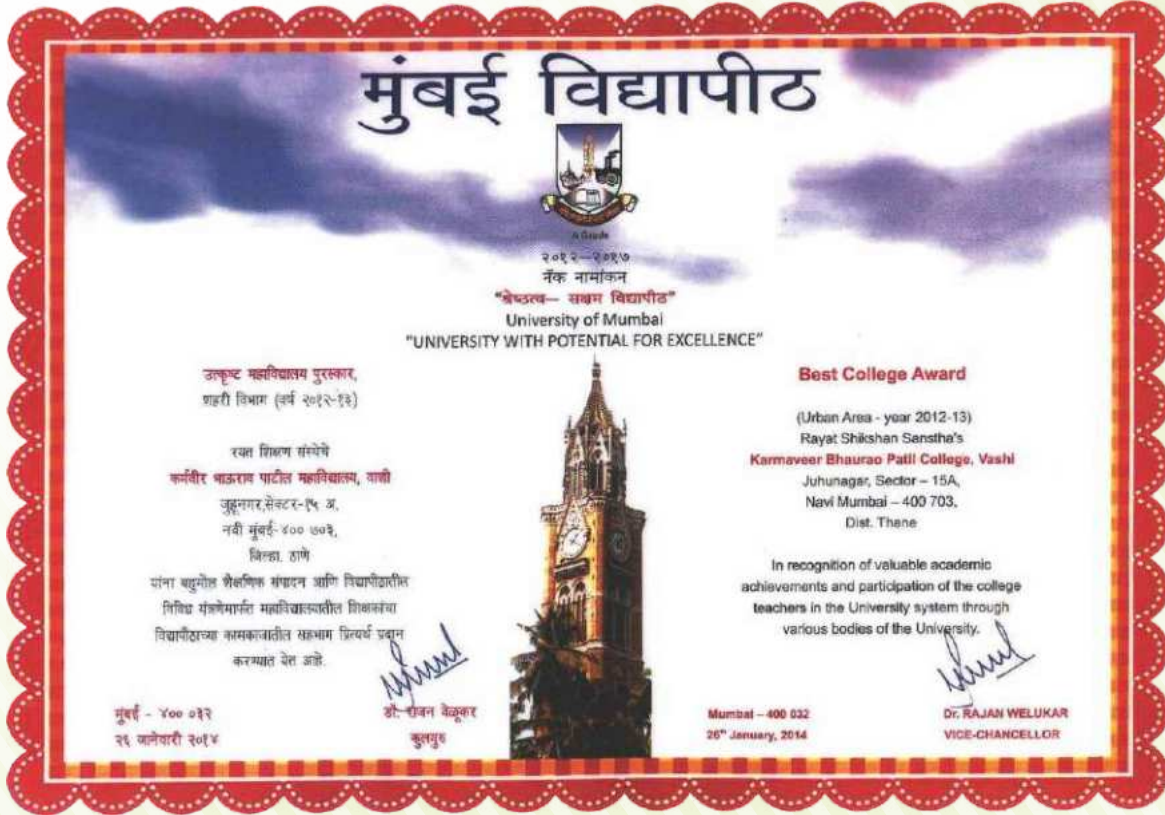 मुंबई विद्यापीठ
A Grade
२०१२–२०१७
नॅक नामांकन
"श्रेष्ठत्व– सक्षम विद्यापीठ"
University of Mumbai
"UNIVERSITY WITH POTENTIAL FOR EXCELLENCE"
उत्कृष्ट महाविद्यालय पुरस्कार,
शहरी विभाग (वर्ष २०१२-१३)
रयत शिक्षण संस्थेचे
कर्मवीर भाऊराव पाटील महाविद्यालय, वाशी
जुहूनगर,सेक्टर-१५ अ,
नवी मुंबई-४०० ७०३,
जिल्हा. ठाणे
यांना बहुमोल शैक्षणिक संपादन आणि विद्यापीठातील
विविध यंत्रणेमार्फत महाविद्यालयातील शिक्षकांचा
विद्यापीठाच्या कामकाजातील सहभाग प्रित्यर्थ प्रदान
करण्यात येत आहे.
मुंबई - ४०० ०३२
२६ जानेवारी २०१४
डॉ. राजन वेळूकर
कुलगुरु
Best College Award
(Urban Area - year 2012-13)
Rayat Shikshan Sanstha's
Karmaveer Bhaurao Patil College, Vashi
Juhunagar, Sector – 15A,
Navi Mumbai – 400 703,
Dist. Thane
In recognition of valuable academic
achievements and participation of the college
teachers in the University system through
various bodies of the University.
Mumbai – 400 032
26th January, 2014
Dr. RAJAN WELUKAR
VICE-CHANCELLOR